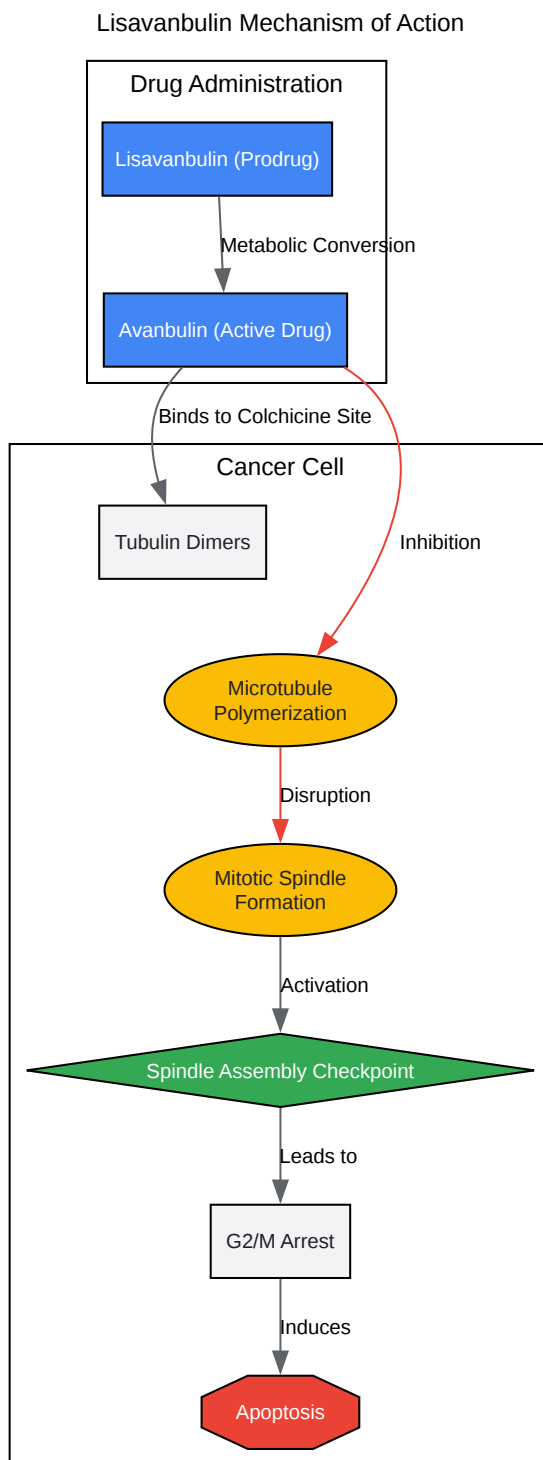 Lisavanbulin Mechanism of Action
Drug Administration
Lisavanbulin (Prodrug)
Metabolic Conversion
Avanbulin (Active Drug)
Binds to Colchicine Site
Cancer Cell
Tubulin Dimers
Inhibition
Microtubule
Polymerization
Disruption
Mitotic Spindle
Formation
Activation
Spindle Assembly Checkpoint
Leads to
G2/M Arrest
Induces
Apoptosis